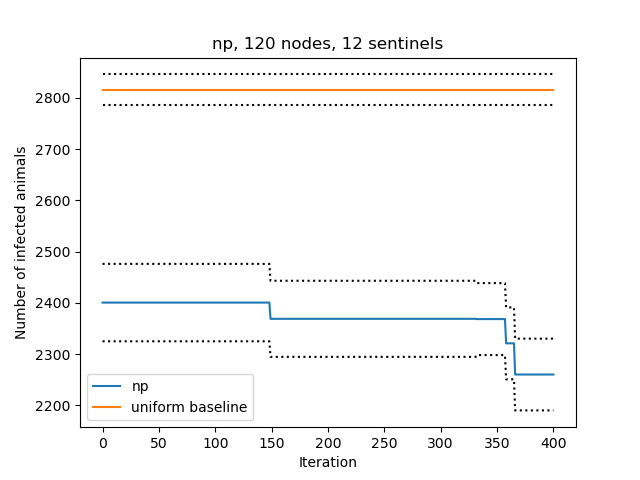 np, 120 nodes, 12 sentinels
Number of infected animals
2800
2700
2600
2500
2400
2300
2200
np
uniform baseline
0 50 100 150 200 250 300 350 400
Iteration